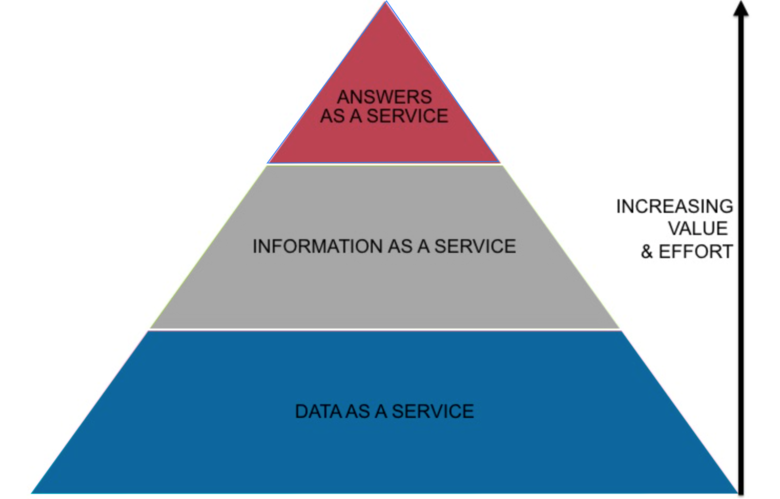 ANSWERS
AS A SERVICE
INCREASING
VALUE
& EFFORT
INFORMATION AS A SERVICE
DATA AS A SERVICE